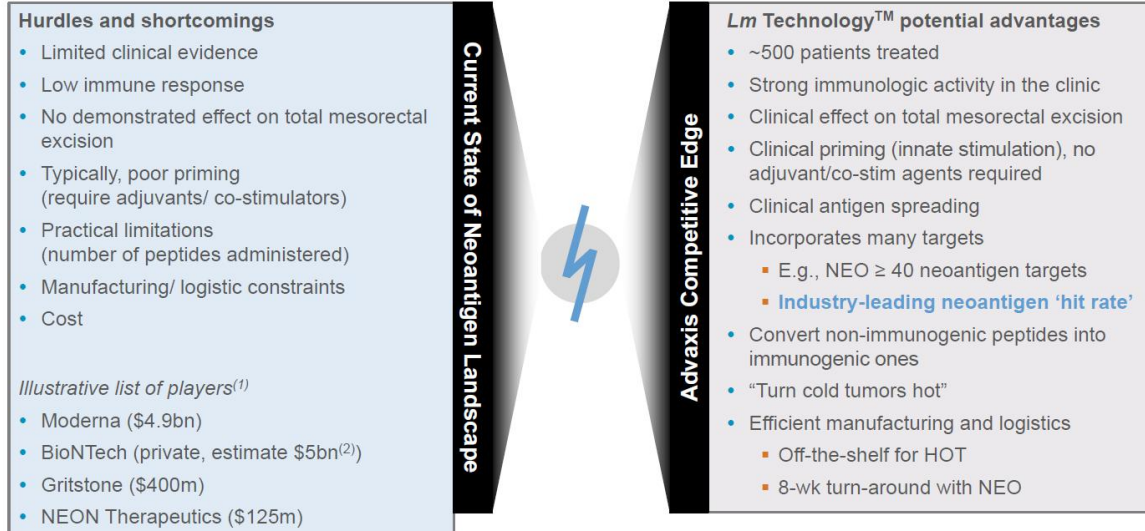 Hurdles and shortcomings
• Limited clinical evidence
• Low immune response
• No demonstrated effect on total mesorectal
excision
• Typically, poor priming
(require adjuvants/ co-stimulators)
• Practical limitations
(number of peptides administered)
• Manufacturing/ logistic constraints
• Cost
Illustrative list of players(1)
• Moderna ($4.9bn)
• BioNTech (private, estimate $5bn(2))
• Gritstone ($400m)
• NEON Therapeutics ($125m)
Current State of Neoantigen Landscape
Advaxis Competitive Edge
Lm Technology™ potential advantages
• ~500 patients treated
• Strong immunologic activity in the clinic
• Clinical effect on total mesorectal excision
• Clinical priming (innate stimulation), no
adjuvant/co-stim agents required
• Clinical antigen spreading
• Incorporates many targets
▪ E.g., NEO ≥ 40 neoantigen targets
▪ Industry-leading neoantigen ‘hit rate’
• Convert non-immunogenic peptides into
immunogenic ones
• “Turn cold tumors hot”
• Efficient manufacturing and logistics
▪ Off-the-shelf for HOT
▪ 8-wk turn-around with NEO